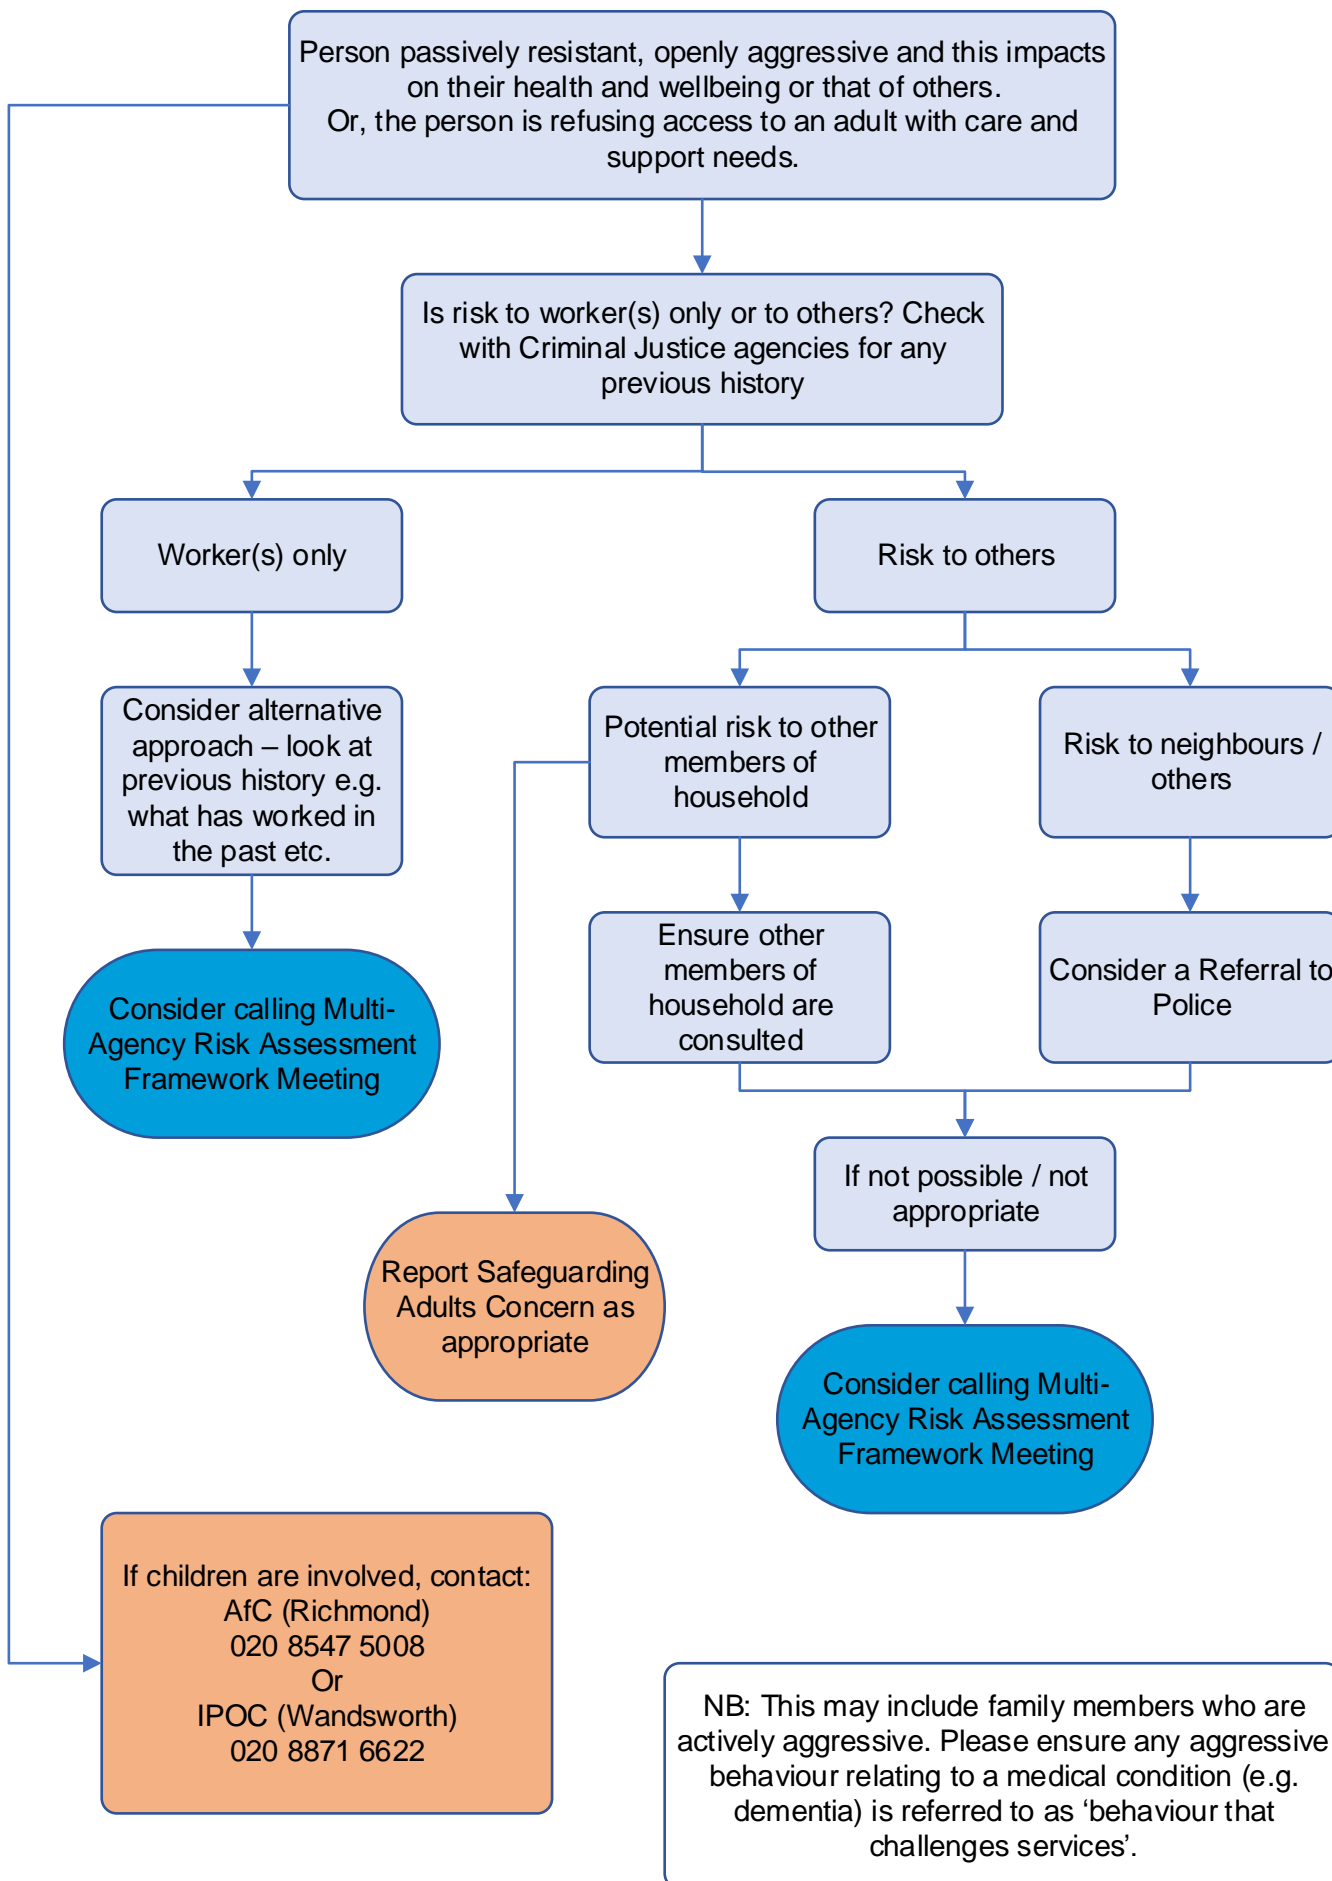 Person passively resistant, openly aggressive and this impacts
on their health and wellbeing or that of others.
Or, the person is refusing access to an adult with care and
support needs.
Is risk to worker(s) only or to others? Check
with Criminal Justice agencies for any
previous history
Worker(s) only
Risk to others
Consider alternative
approach – look at
previous history e.g.
what has worked in
the past etc.
Potential risk to other
members of
household
Risk to neighbours /
others
Consider calling Multi-
Agency Risk Assessment
Framework Meeting
Ensure other
members of
household are
consulted
Consider a Referral to
Police
If not possible / not
appropriate
Report Safeguarding
Adults Concern as
appropriate
Consider calling Multi-
Agency Risk Assessment
Framework Meeting
If children are involved, contact:
AfC (Richmond)
020 8547 5008
Or
IPOC (Wandsworth)
020 8871 6622
NB: This may include family members who are
actively aggressive. Please ensure any aggressive
behaviour relating to a medical condition (e.g.
dementia) is referred to as ‘behaviour that
challenges services’.